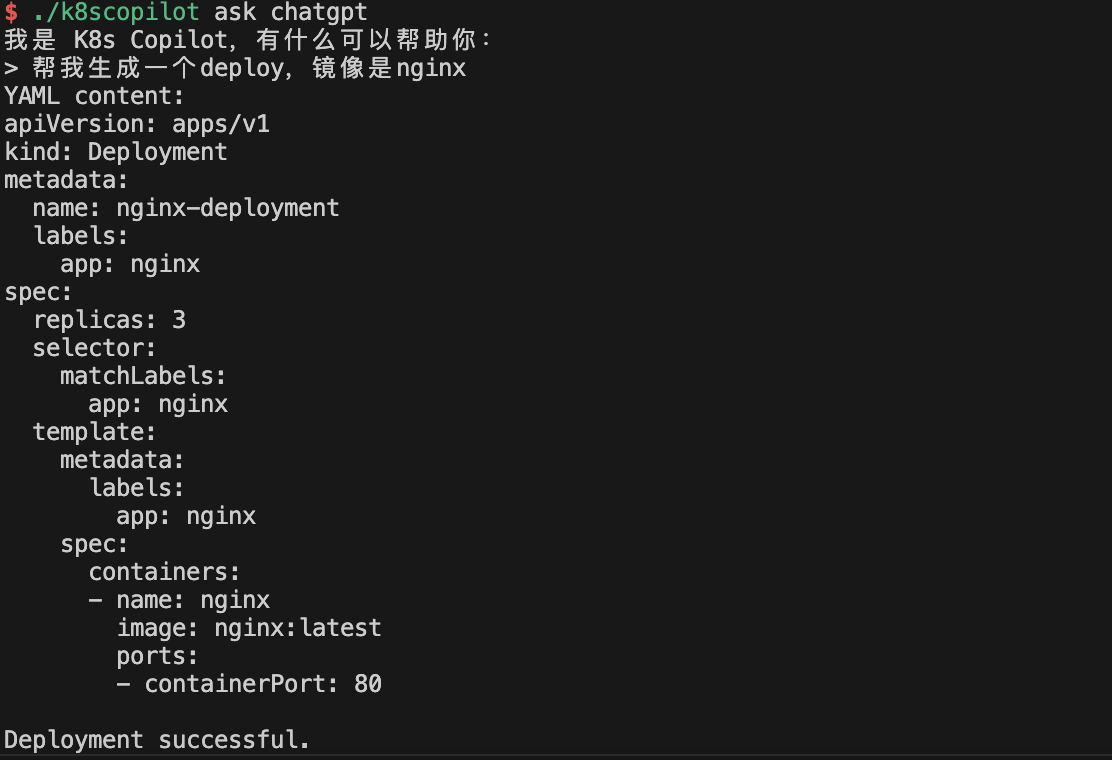 $ ./k8scopilot ask chatgpt
我是 K8s Copilot，有什么可以帮助你：
> 帮我生成一个deploy，镜像是nginx
YAML content:
apiVersion: apps/v1
kind: Deployment
metadata:
  name: nginx-deployment
  labels:
    app: nginx
spec:
  replicas: 3
  selector:
    matchLabels:
      app: nginx
  template:
    metadata:
      labels:
        app: nginx
    spec:
      containers:
      - name: nginx
        image: nginx:latest
        ports:
        - containerPort: 80

Deployment successful.